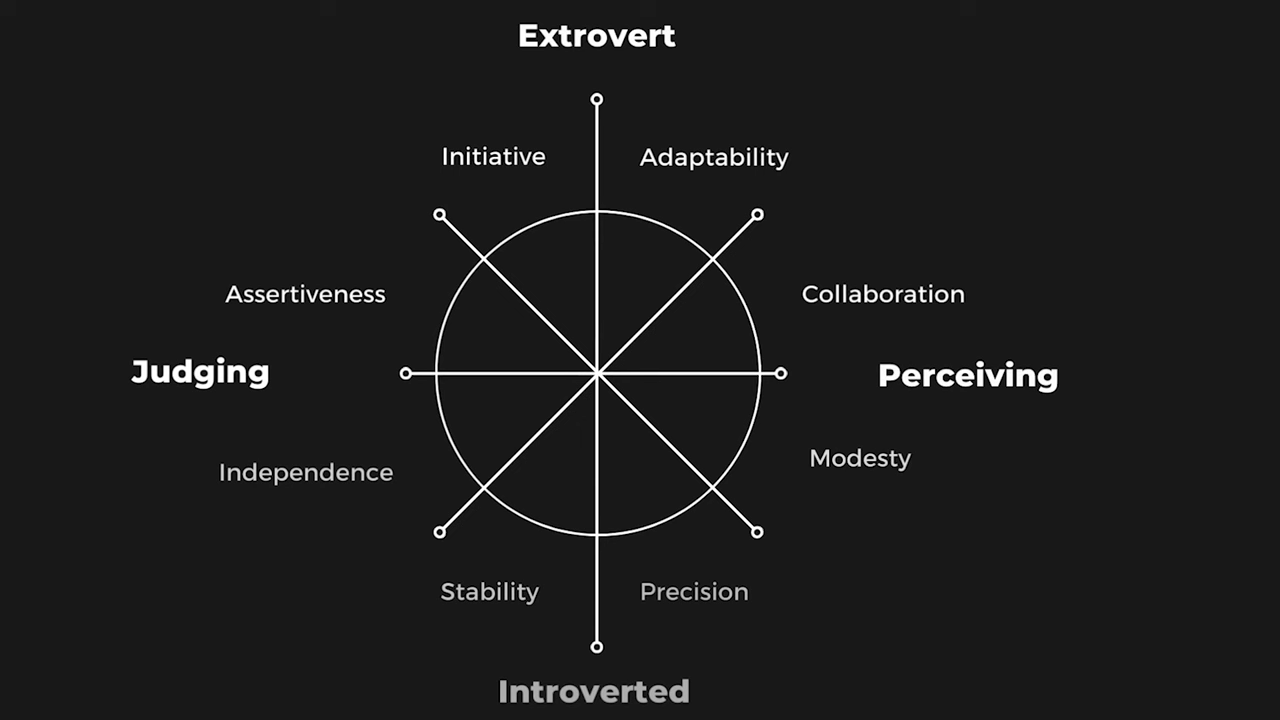 Extrovert
Initiative
Adaptability
Assertiveness
Collaboration
Judging
Perceiving
Independence
Modesty
Stability
Precision
Introverted